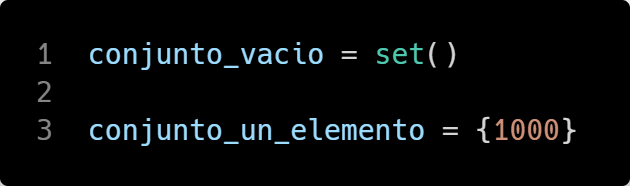 1 conjunto_vacio = set()
2
3 conjunto_un_elemento = {1000}